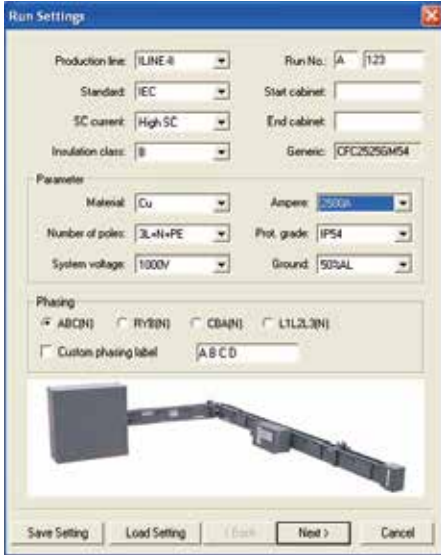 Run Settings
Production line: ILINE-II Run No.: A 123
Standard: IEC Start cabinet:
SC current: High SC End cabinet:
Insulation class: B Generic: CFC2525GM54
Parameter
Material: Cu Ampere: 2500A
Number of poles: 3L+N+PE Prot. grade: IP54
System voltage: 1000V Ground: 50%AL
Phasing
ABC(N) RYB(N) CBA(N) L1L2L3(N)
Custom phasing label A B C D
Save Setting Load Setting < Back Next > Cancel